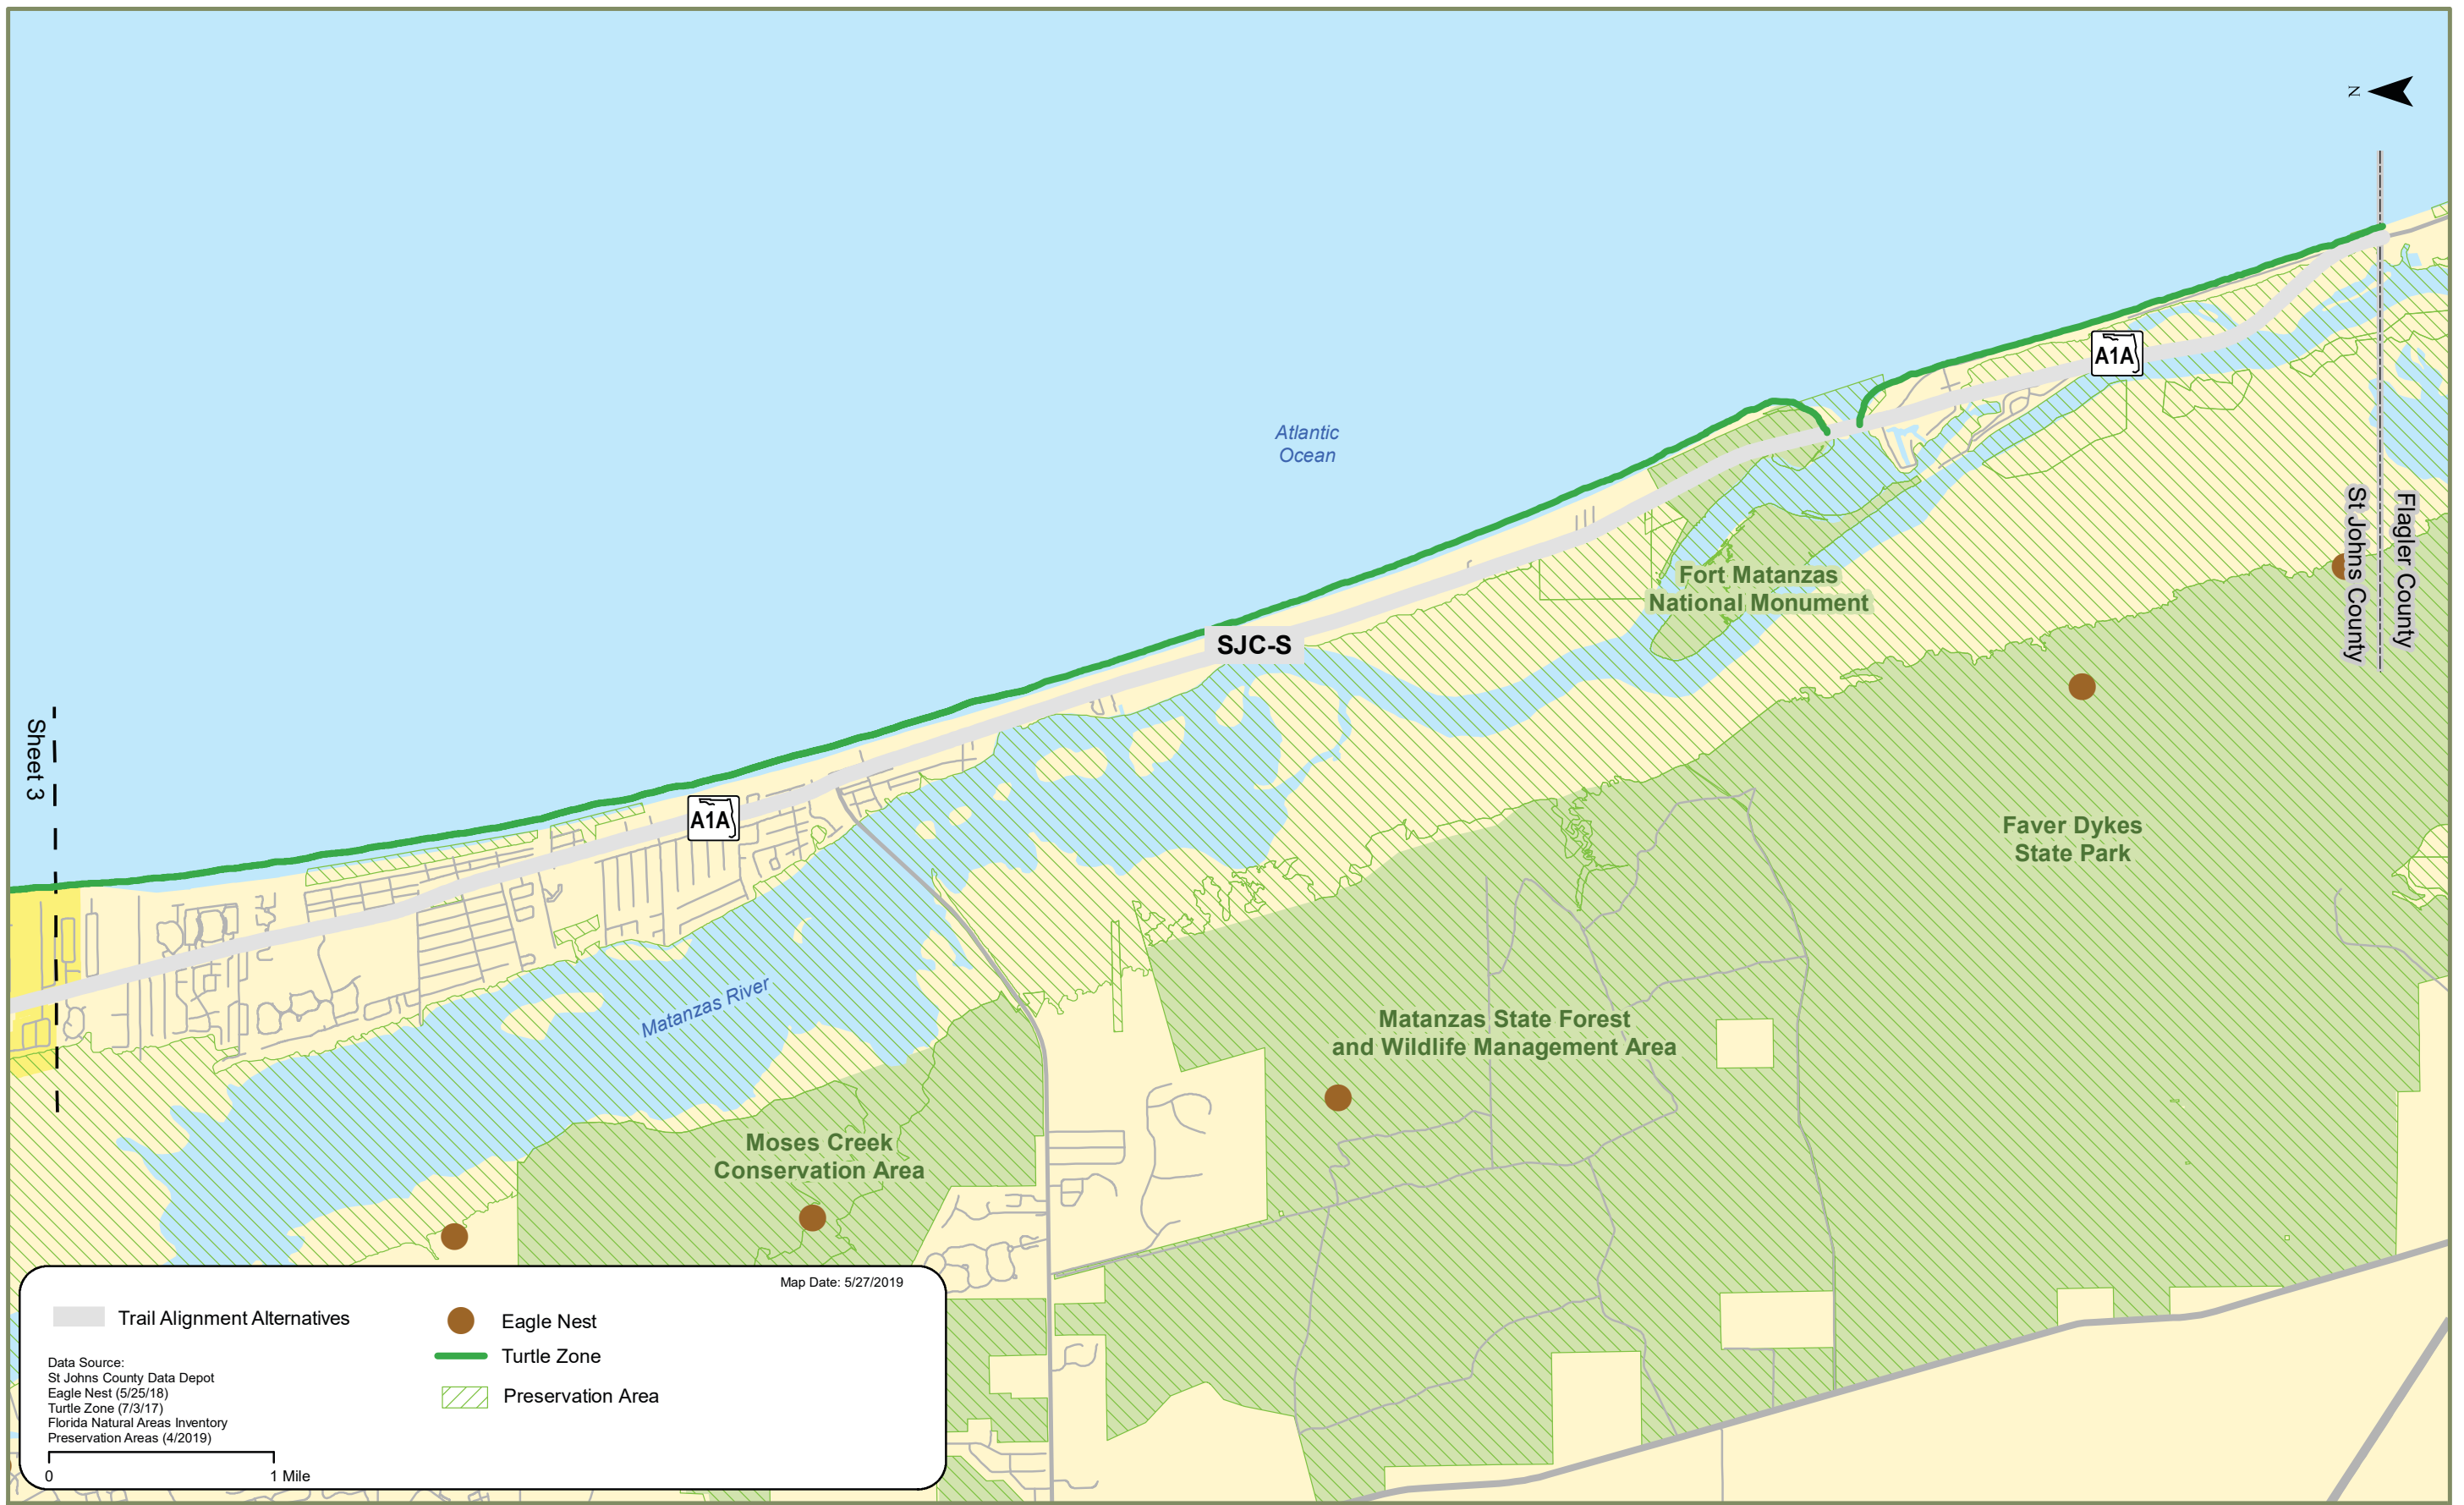 N
Atlantic
Ocean
A1A
St Johns County
Flagler County
Fort Matanzas
National Monument
SJC-S
Sheet 3
A1A
Faver Dykes
State Park
Matanzas River
Matanzas State Forest
and Wildlife Management Area
Moses Creek
Conservation Area
Map Date: 5/27/2019
Trail Alignment Alternatives
Eagle Nest
Turtle Zone
Preservation Area
Data Source:
St Johns County Data Depot
Eagle Nest (5/25/18)
Turtle Zone (7/3/17)
Florida Natural Areas Inventory
Preservation Areas (4/2019)
0 1 Mile